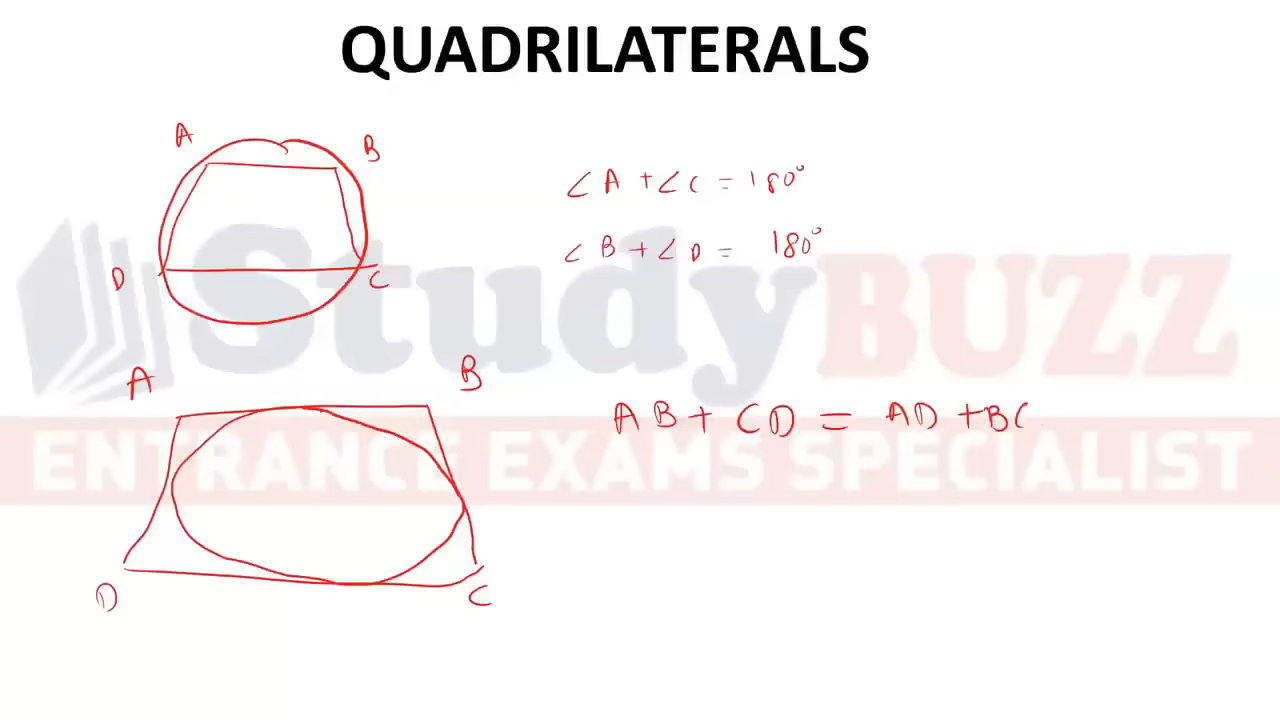 QUADRILATERALS
A
B
∠A + ∠C = 180°
∠B + ∠D = 180°
D
C
StudyBUZZ
A
B
AB + CD = AD + BC
ENTRANCE EXAMS SPECIALIST
D
C